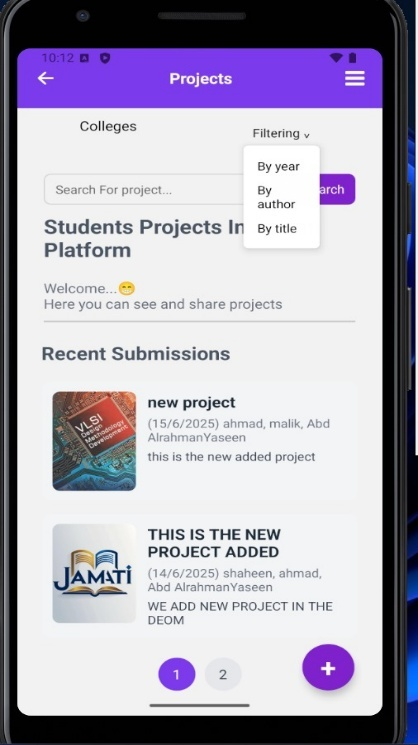 10:12
Projects
Colleges
Filtering
By year
By
author
By title
Search For project...
arch
Students Projects In
Platform
Welcome...😁
Here you can see and share projects
Recent Submissions
VLSI
Design
Methodology
Development
new project
(15/6/2025) ahmad, malik, Abd
AlrahmanYaseen
this is the new added project
JAMATI
THIS IS THE NEW
PROJECT ADDED
(14/6/2025) shaheen, ahmad,
Abd AlrahmanYaseen
WE ADD NEW PROJECT IN THE
DEOM
1 2
+